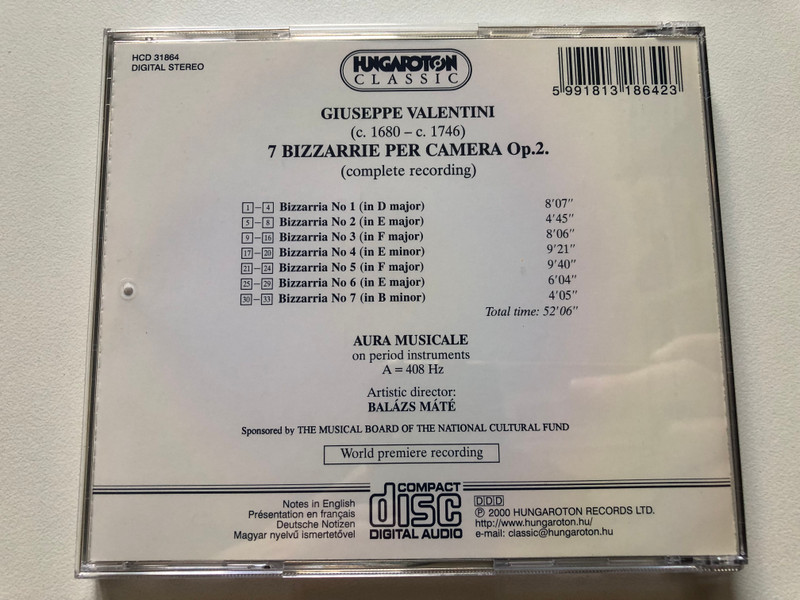 HCD 31864
DIGITAL STEREO
HUNGAROTON
CLASSIC
5 991813 186423
GIUSEPPE VALENTINI
(c. 1680 – c. 1746)
7 BIZZARRIE PER CAMERA Op.2.
(complete recording)
1–4 Bizzarria No 1 (in D major) 8'07"
5–8 Bizzarria No 2 (in E major) 4'45"
9–16 Bizzarria No 3 (in F major) 8'06"
17–20 Bizzarria No 4 (in E minor) 9'21"
21–24 Bizzarria No 5 (in F major) 9'40"
25–29 Bizzarria No 6 (in E major) 6'04"
30–33 Bizzarria No 7 (in B minor) 4'05"
Total time: 52'06"
AURA MUSICALE
on period instruments
A = 408 Hz
Artistic director:
BALÁZS MÁTÉ
Sponsored by THE MUSICAL BOARD OF THE NATIONAL CULTURAL FUND
World premiere recording
Notes in English
Présentation en français
Deutsche Notizen
Magyar nyelvű ismertetővel
COMPACT
disc
DIGITAL AUDIO
DDD
℗ 2000 HUNGAROTON RECORDS LTD.
http://www.hungaroton.hu/
e-mail: classic@hungaroton.hu